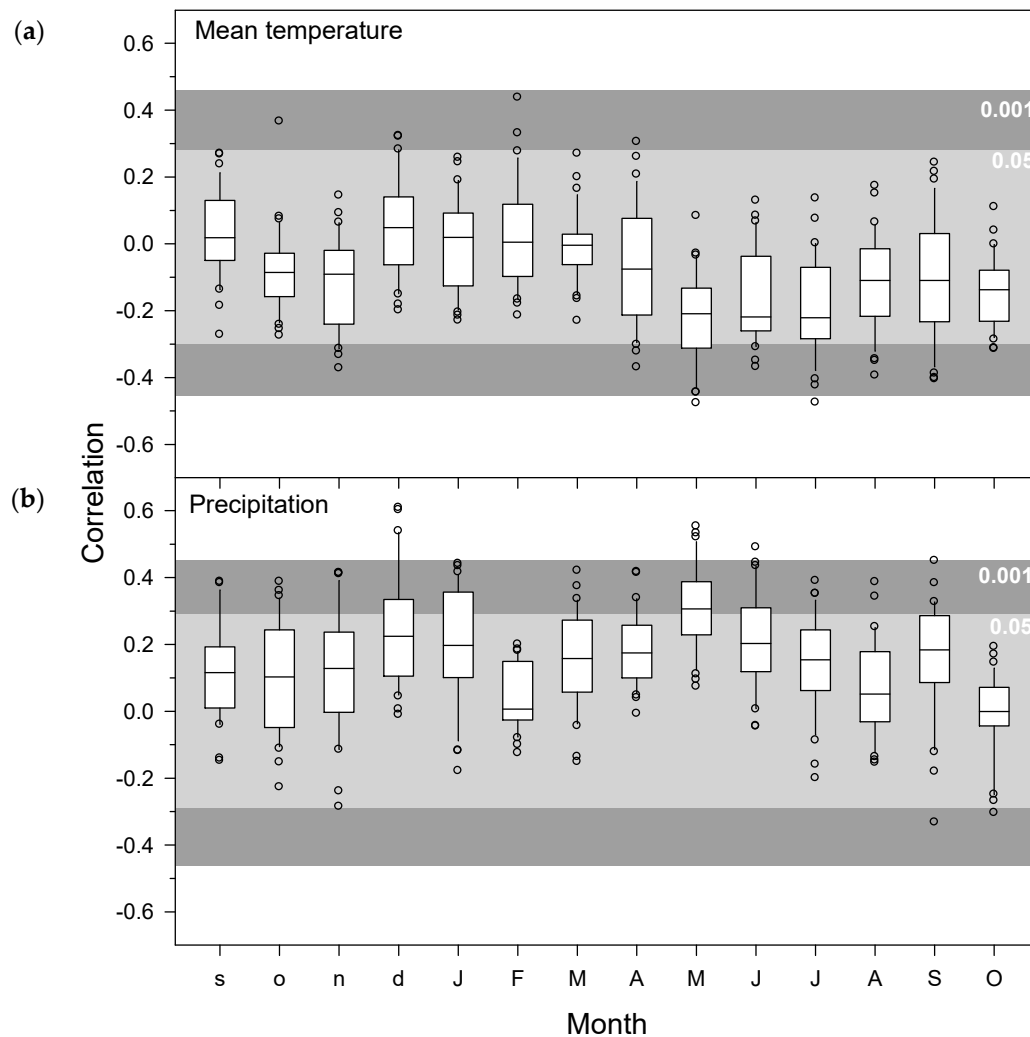 (a)
Mean temperature
0.6
0.4
0.2
0.0
-0.2
-0.4
-0.6
0.001
0.05
Correlation
(b)
Precipitation
0.6
0.4
0.2
0.0
-0.2
-0.4
-0.6
0.001
0.05
s o n d J F M A M J J A S O
Month